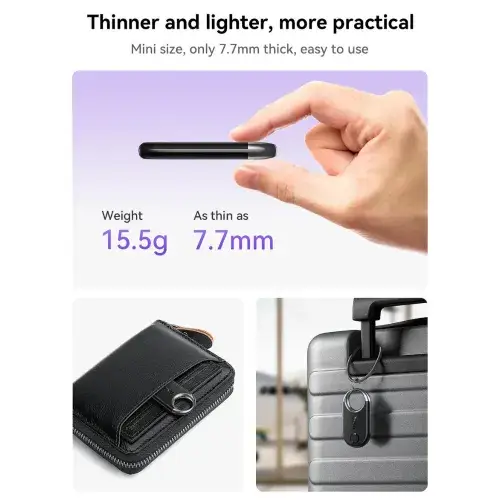 Thinner and lighter, more practical
Mini size, only 7.7mm thick, easy to use
Weight As thin as
15.5g 7.7mm